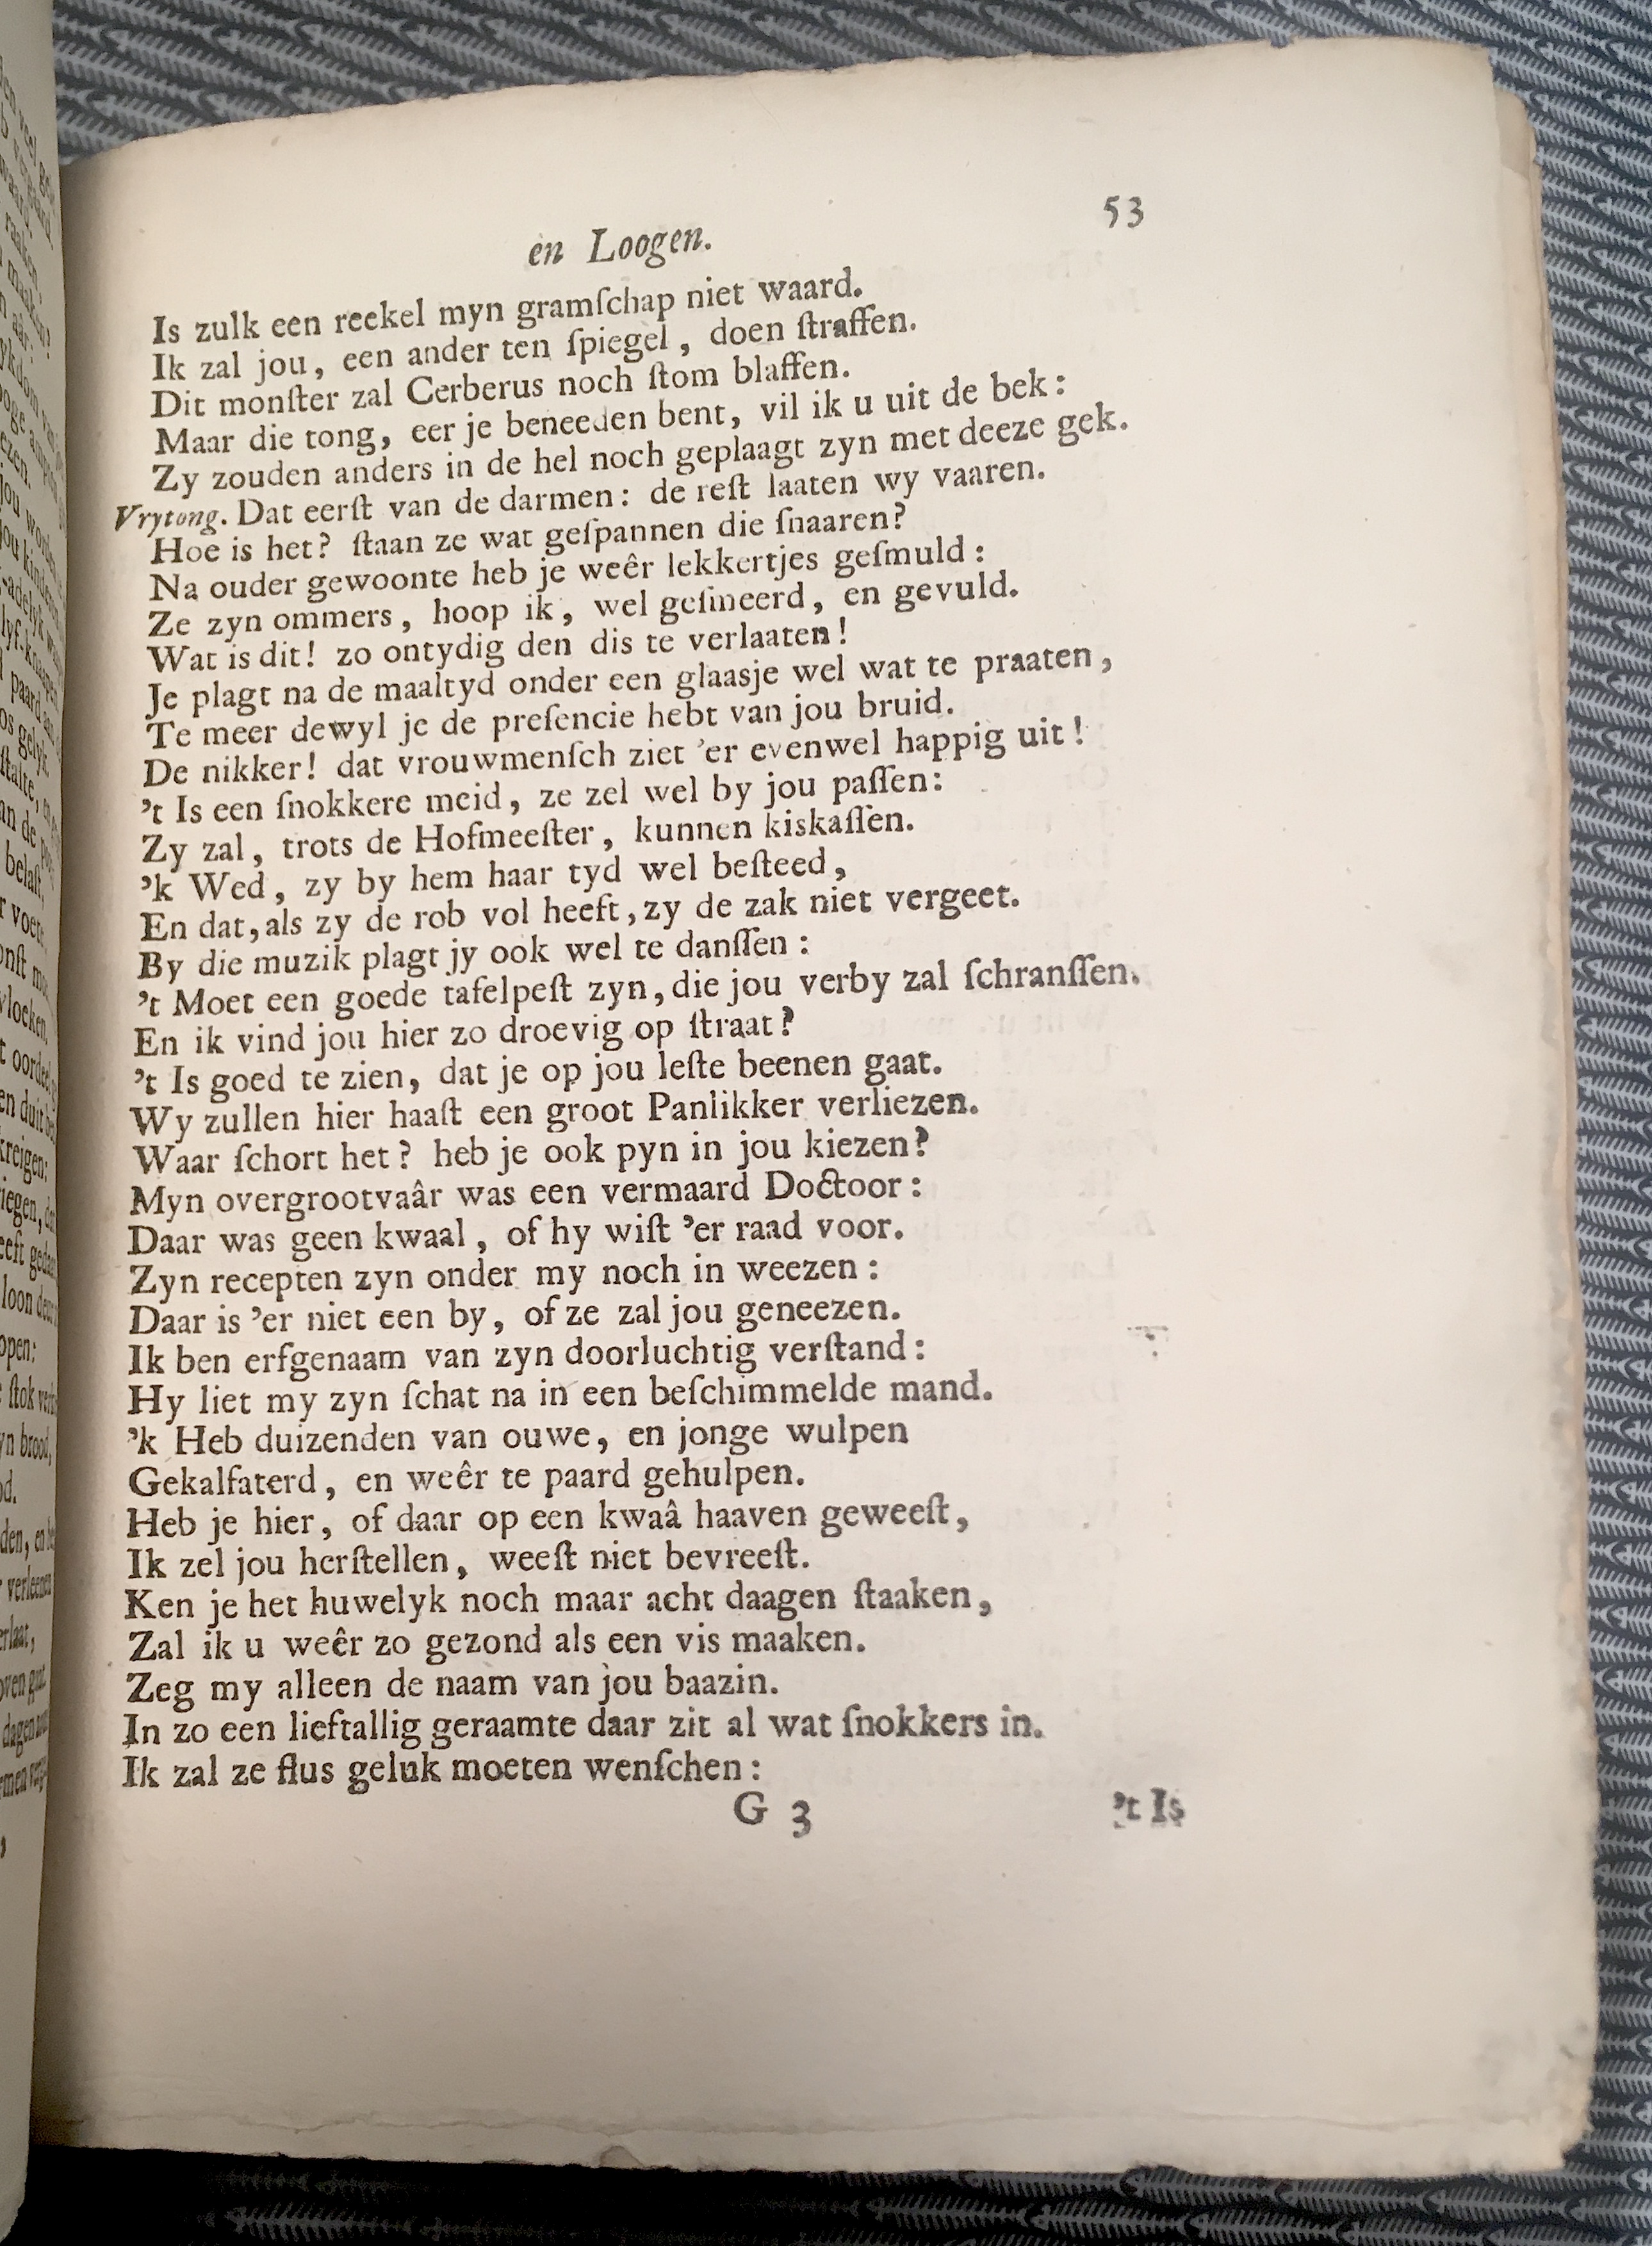 53
en Loogen.
Is zulk een reekel myn gramſchap niet waard.
Ik zal jou, een ander ten ſpiegel, doen ſtraffen.
Dit monſter zal Cerberus noch ſtom blaffen.
Maar die tong, eer je beneeden bent, vil ik u uit de bek:
Zy zouden anders in de hel noch geplaagt zyn met deeze gek.
Vrytong. Dat eerſt van de darmen: de reſt laaten wy vaaren.
Hoe is het? ſtaan ze wat geſpannen die ſnaaren?
Na ouder gewoonte heb je weêr lekkertjes geſmuld:
Ze zyn ommers, hoop ik, wel geſmeerd, en gevuld.
Wat is dit! zo ontydig den dis te verlaaten!
Je plagt na de maaltyd onder een glaasje wel wat te praaten,
Te meer dewyl je de preſencie hebt van jou bruid.
De nikker! dat vrouwmenſch ziet 'er evenwel happig uit!
't Is een ſnokkere meid, ze zel wel by jou paſſen:
Zy zal, trots de Hofmeeſter, kunnen kiskaſſen.
'k Wed, zy by hem haar tyd wel beſteed,
En dat, als zy de rob vol heeft, zy de zak niet vergeet.
By die muzik plagt jy ook wel te danſſen:
't Moet een goede tafelpeſt zyn, die jou verby zal ſchranſſen.
En ik vind jou hier zo droevig op ſtraat?
't Is goed te zien, dat je op jou leſte beenen gaat.
Wy zullen hier haaſt een groot Panlikker verliezen.
Waar ſchort het? heb je ook pyn in jou kiezen?
Myn overgrootvaâr was een vermaard Doctoor:
Daar was geen kwaal, of hy wiſt 'er raad voor.
Zyn recepten zyn onder my noch in weezen:
Daar is 'er niet een by, of ze zal jou geneezen.
Ik ben erfgenaam van zyn doorluchtig verſtand:
Hy liet my zyn ſchat na in een beſchimmelde mand.
'k Heb duizenden van ouwe, en jonge wulpen
Gekalfaterd, en weêr te paard gehulpen.
Heb je hier, of daar op een kwaâ haaven geweeſt,
Ik zel jou herſtellen, weeſt niet bevreeſt.
Ken je het huwelyk noch maar acht daagen ſtaaken,
Zal ik u weêr zo gezond als een vis maaken.
Zeg my alleen de naam van jou baazin.
In zo een lieftallig geraamte daar zit al wat ſnokkers in.
Ik zal ze flus geluk moeten wenſchen:
G 3
't Is